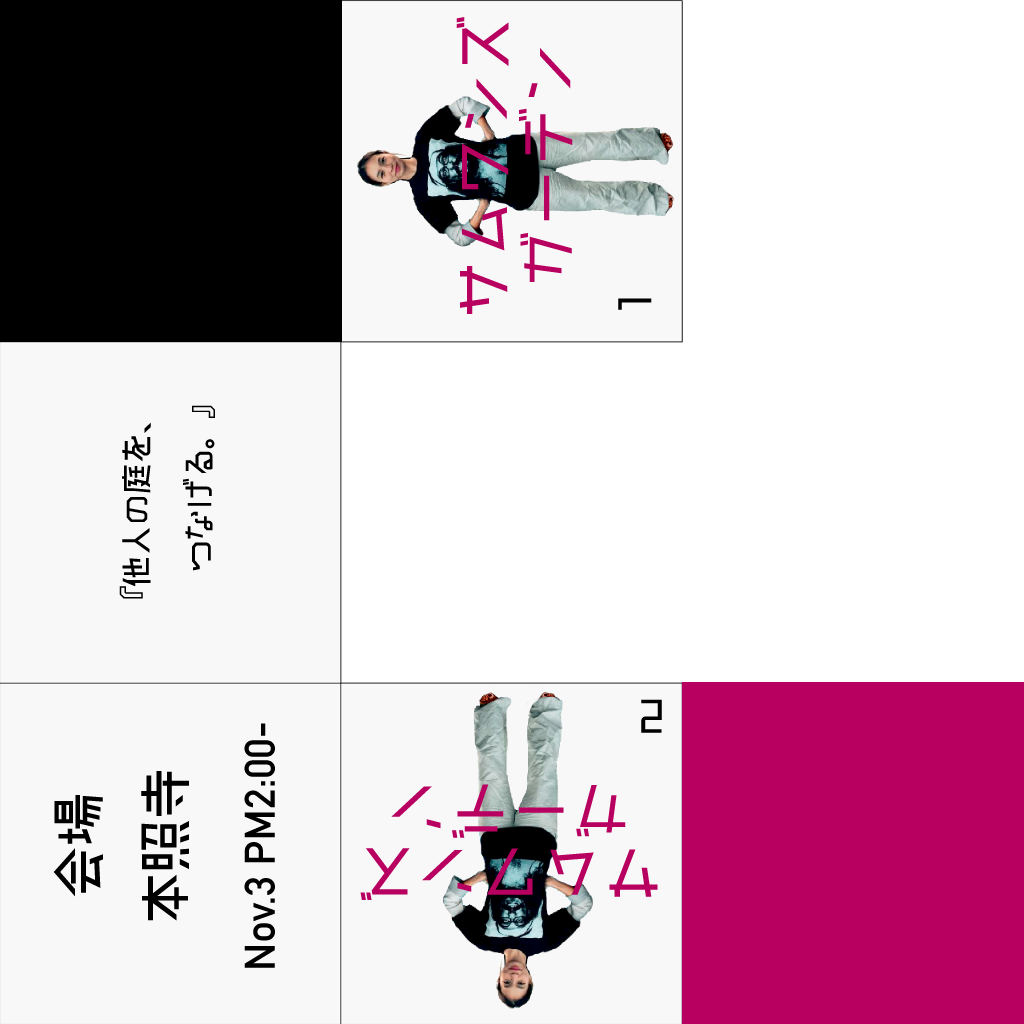 サムワンズ
ガーデン
1
『他人の庭を、
つなげる。』
会場
本照寺
Nov.3 PM2:00-
サムワンズ
ガーデン
2